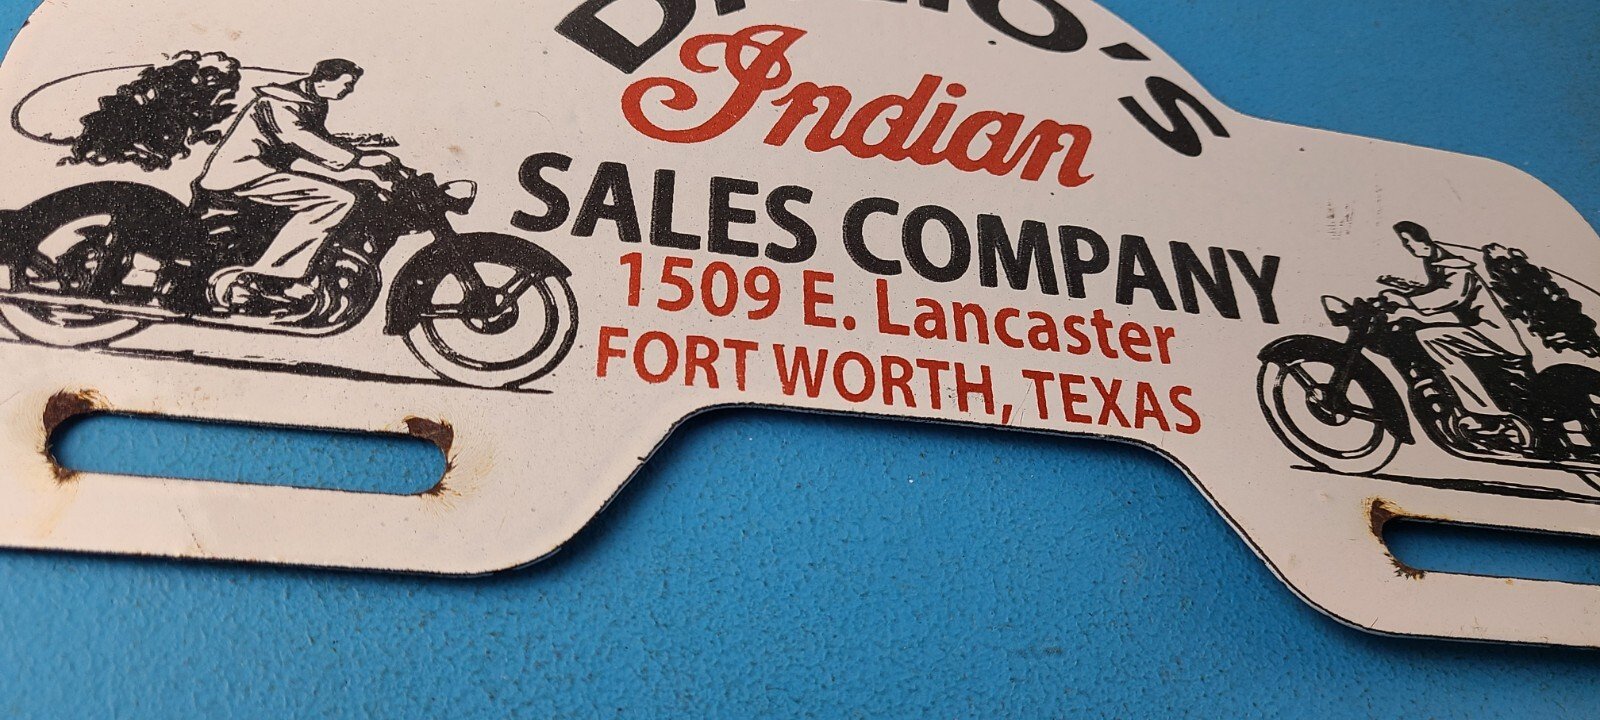 Indian
SALES COMPANY
1509 E. Lancaster
FORT WORTH, TEXAS